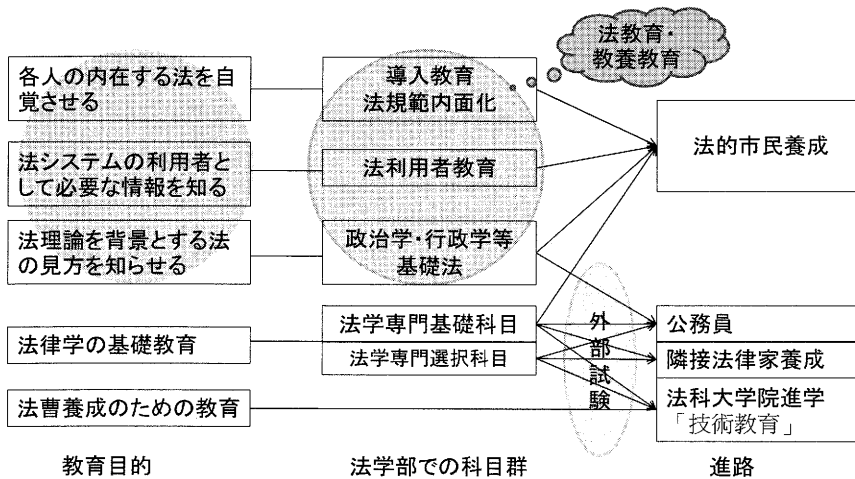 法教育・
教養教育
各人の内在する法を自
覚させる
導入教育
法規範内面化
法的市民養成
法システムの利用者と
して必要な情報を知る
法利用者教育
法理論を背景とする法
の見方を知らせる
政治学・行政学等
基礎法
法律学の基礎教育
法学専門基礎科目
法学専門選択科目
外
部
試
験
公務員
隣接法律家養成
法科大学院進学
「技術教育」
法曹養成のための教育
教育目的
法学部での科目群
進路